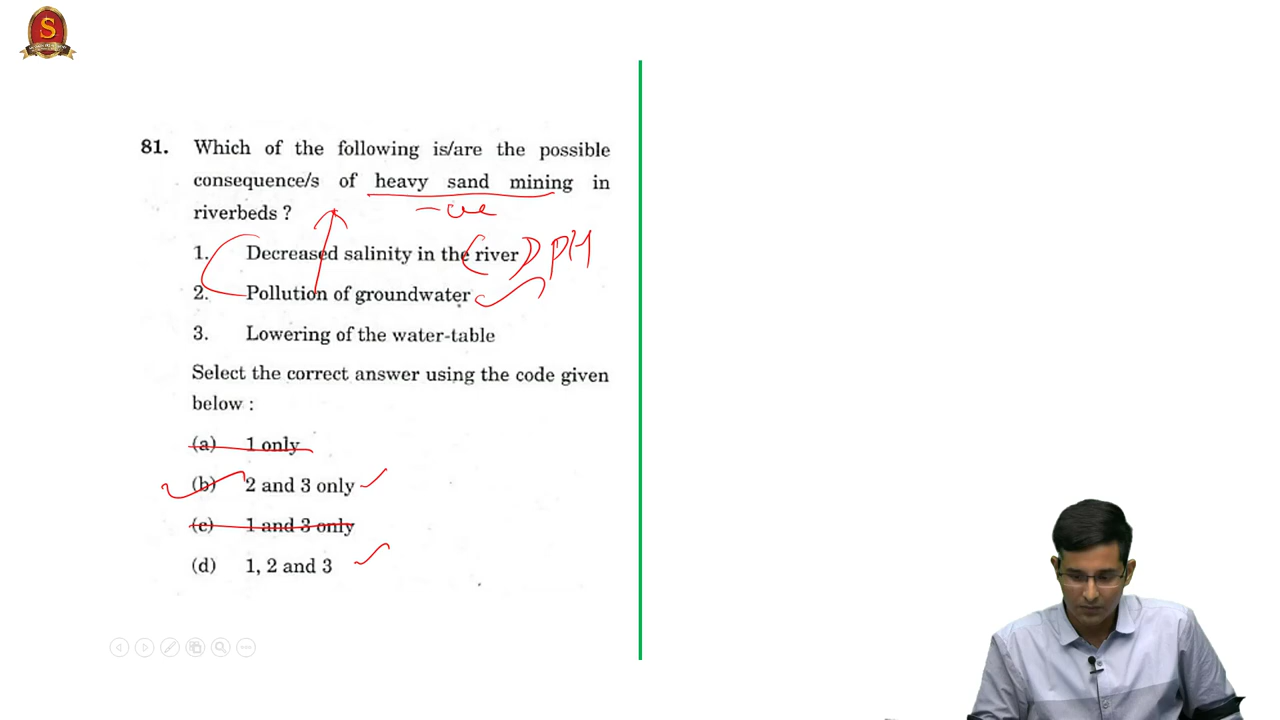 S
81. Which of the following is/are the possible
consequence/s of heavy sand mining in
riverbeds ?
-ve
1. Decreased salinity in the river PH
2. Pollution of groundwater
3. Lowering of the water-table
Select the correct answer using the code given
below :
(a) 1 only
(b) 2 and 3 only
(c) 1 and 3 only
(d) 1, 2 and 3